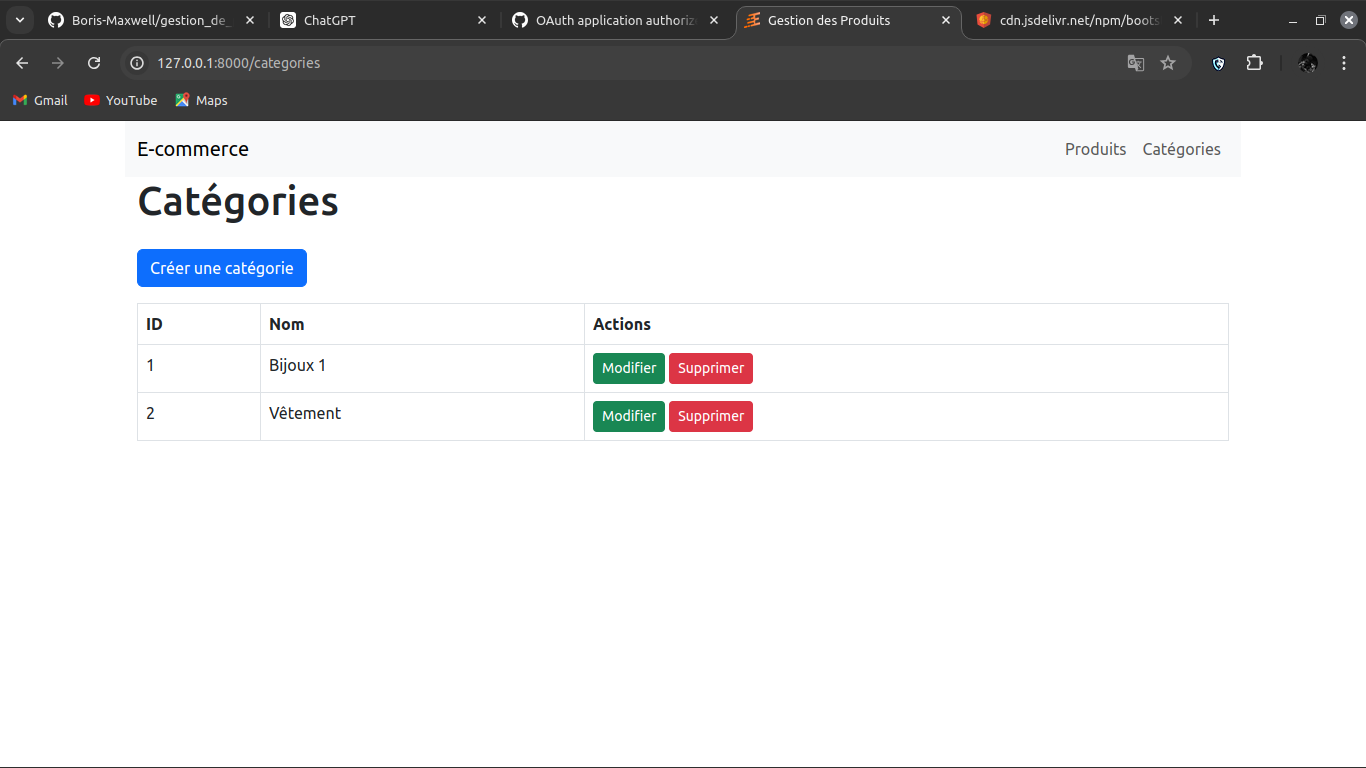 Boris-Maxwell/gestion_de_
ChatGPT
OAuth application authoriz
Gestion des Produits
cdn.jsdelivr.net/npm/boots
127.0.0.1:8000/categories
Gmail
YouTube
Maps
E-commerce
Produits
Catégories
Catégories
Créer une catégorie
ID Nom Actions
1 Bijoux 1 Modifier Supprimer
2 Vêtement Modifier Supprimer